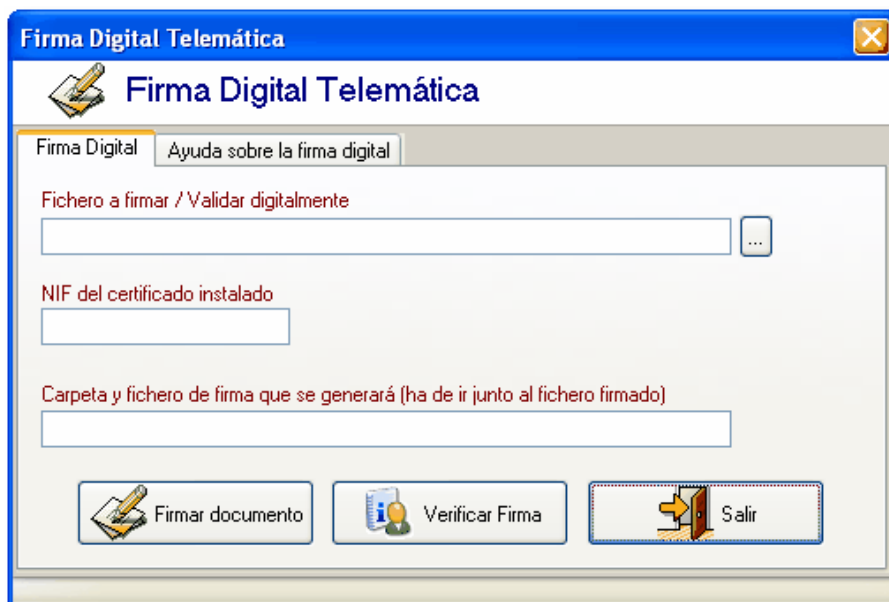 Firma Digital Telemática
Firma Digital Telemática
Firma Digital
Ayuda sobre la firma digital
Fichero a firmar / Validar digitalmente
...
NIF del certificado instalado
Carpeta y fichero de firma que se generará (ha de ir junto al fichero firmado)
Firmar documento
Verificar Firma
Salir